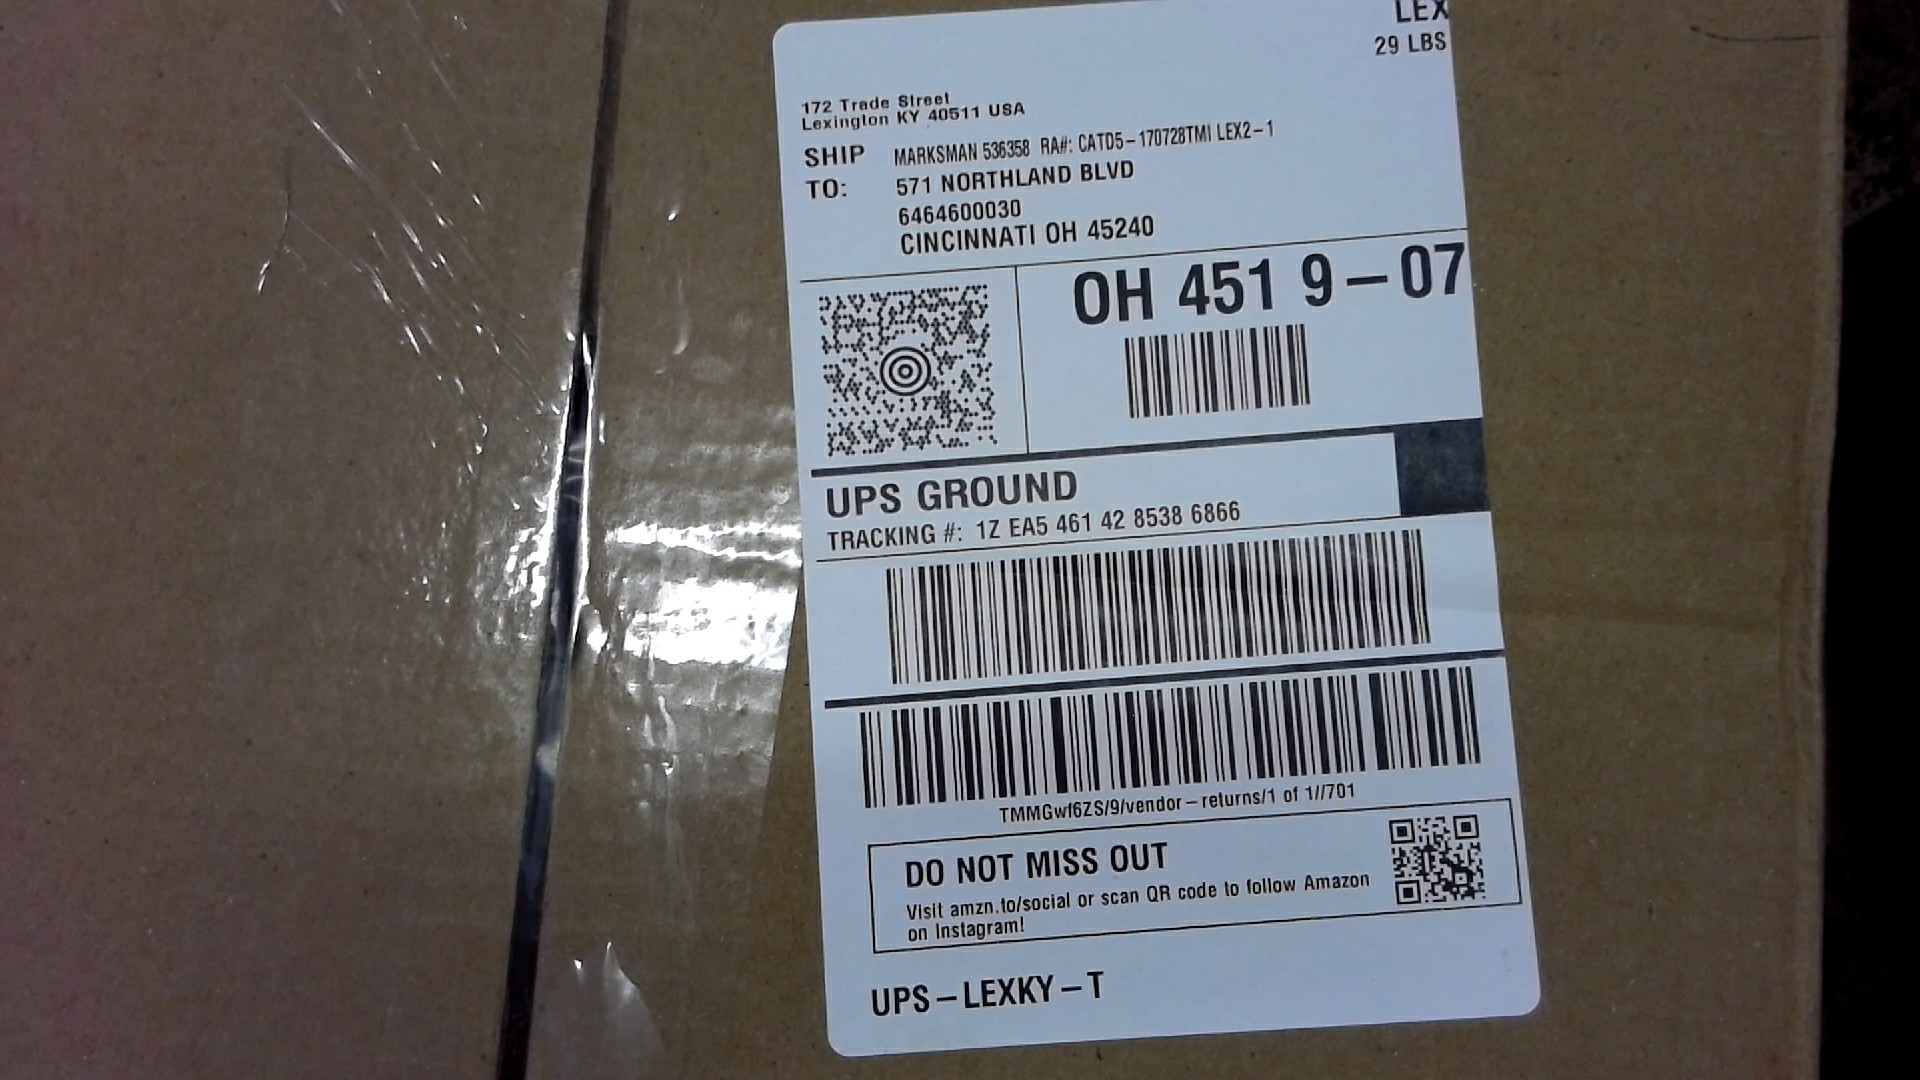 LEX
29 LBS
172 Trade Street
Lexington KY 40511 USA
SHIP MARKSMAN 536358 RA#: CATD5-170728TMI LEX2-1
TO: 571 NORTHLAND BLVD
6464600030
CINCINNATI OH 45240
OH 451 9-07
UPS GROUND
TRACKING #: 1Z EA5 461 42 8538 6866
TMMGwf6ZS/9/vendor-returns/1 of 1//701
DO NOT MISS OUT
Visit amzn.to/social or scan QR code to follow Amazon
on Instagram!
UPS-LEXKY-T